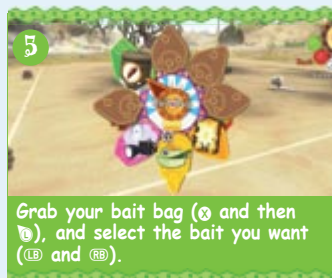 5
Grab your bait bag (X and then
L), and select the bait you want
(LB and RB).